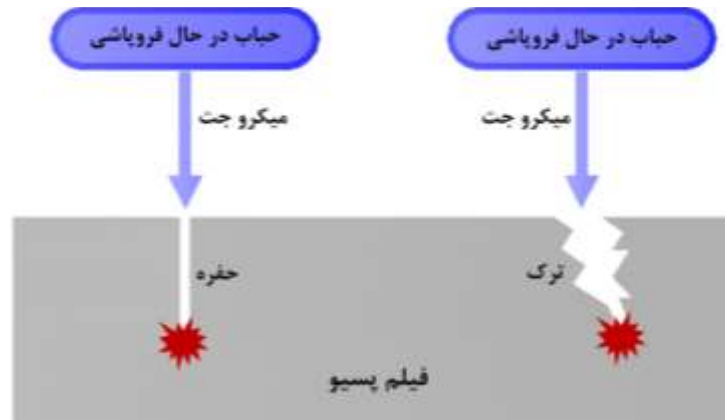 حباب در حال فروپاشی
حباب در حال فروپاشی
میکرو جت
میکرو جت
ترک
حفره
فیلم پسیو